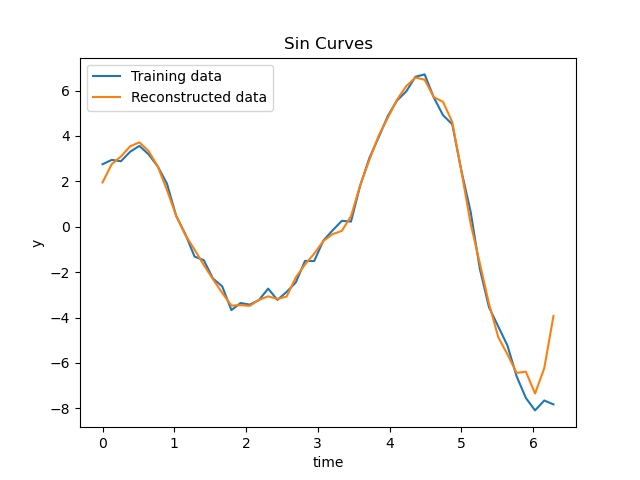 Sin Curves
Training data
Reconstructed data
y
6
4
2
0
−2
−4
−6
−8
0 1 2 3 4 5 6
time